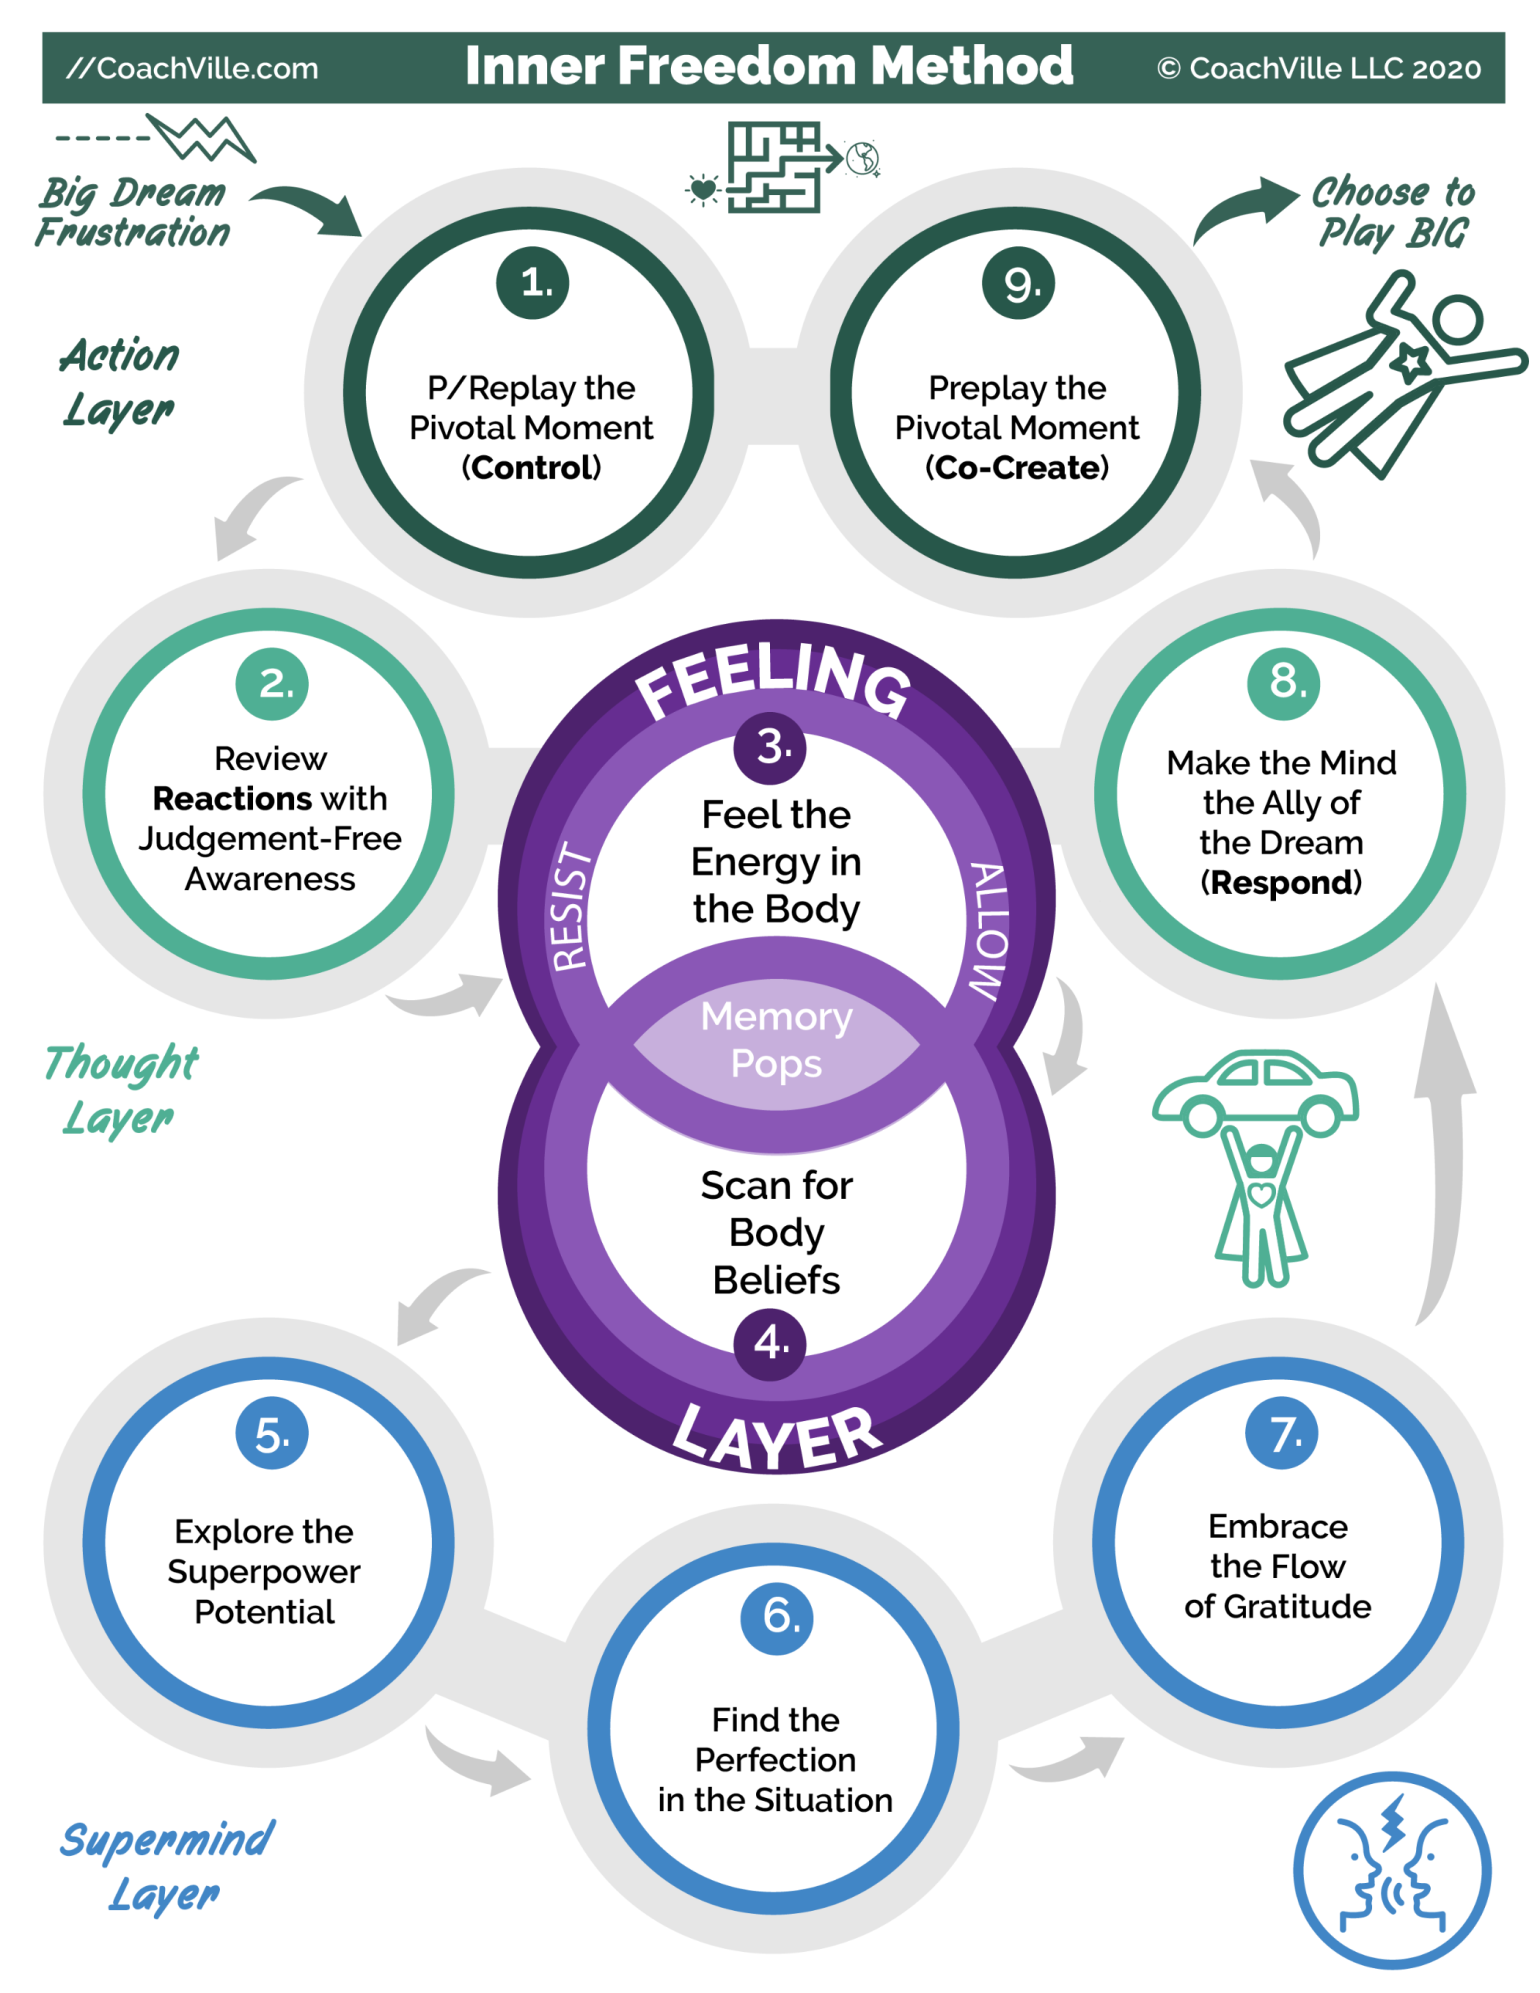 //CoachVille.com
Inner Freedom Method
© CoachVille LLC 2020
Big Dream
Frustration
Choose to
Play BIG
Action
Layer
1.
P/Replay the
Pivotal Moment
(Control)
9.
Preplay the
Pivotal Moment
(Co-Create)
2.
Review
Reactions with
Judgement-Free
Awareness
FEELING
3.
Feel the
Energy in
the Body
RESIST
ALLOW
Memory
Pops
8.
Make the Mind
the Ally of
the Dream
(Respond)
Thought
Layer
Scan for
Body
Beliefs
4.
LAYER
5.
Explore the
Superpower
Potential
6.
Find the
Perfection
in the Situation
7.
Embrace
the Flow
of Gratitude
Supermind
Layer